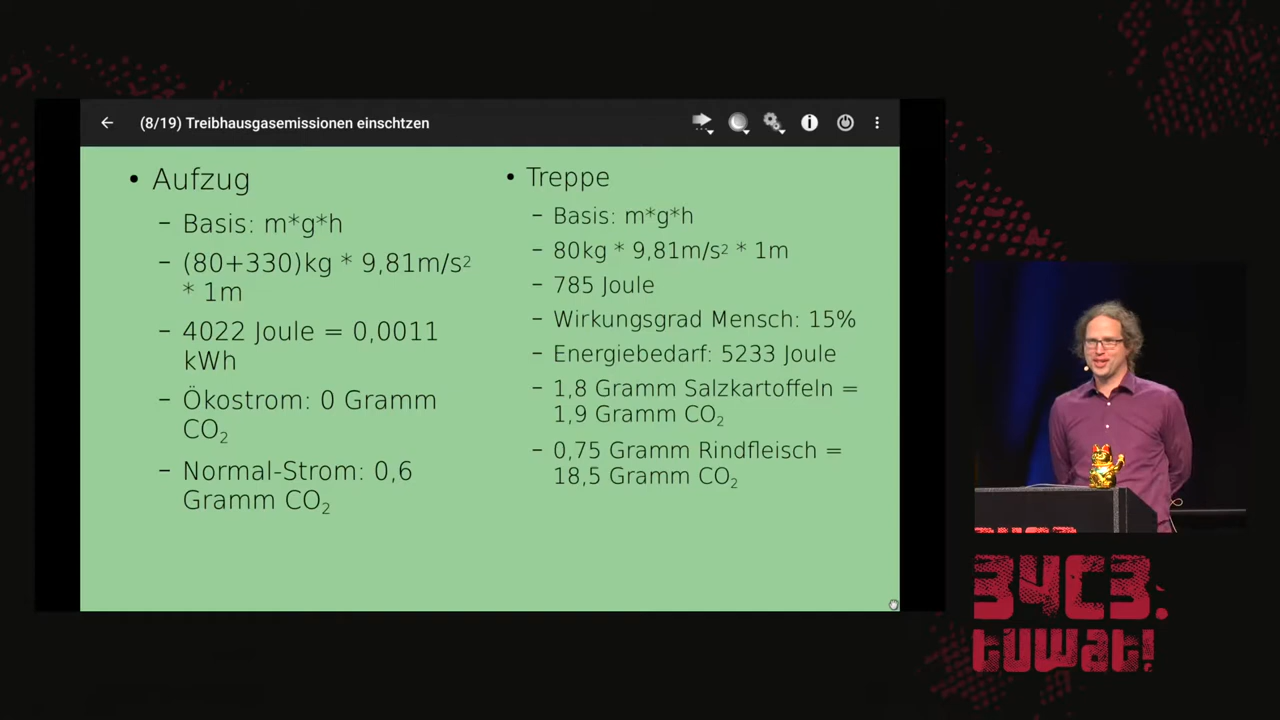 (8/19) Treibhausgasemissionen einschtzen
• Aufzug
– Basis: m*g*h
– (80+330)kg * 9,81m/s²
* 1m
– 4022 Joule = 0,0011
kWh
– Ökostrom: 0 Gramm
CO₂
– Normal-Strom: 0,6
Gramm CO₂
• Treppe
– Basis: m*g*h
– 80kg * 9,81m/s² * 1m
– 785 Joule
– Wirkungsgrad Mensch: 15%
– Energiebedarf: 5233 Joule
– 1,8 Gramm Salzkartoffeln =
1,9 Gramm CO₂
– 0,75 Gramm Rindfleisch =
18,5 Gramm CO₂
34C3.
tuwat!